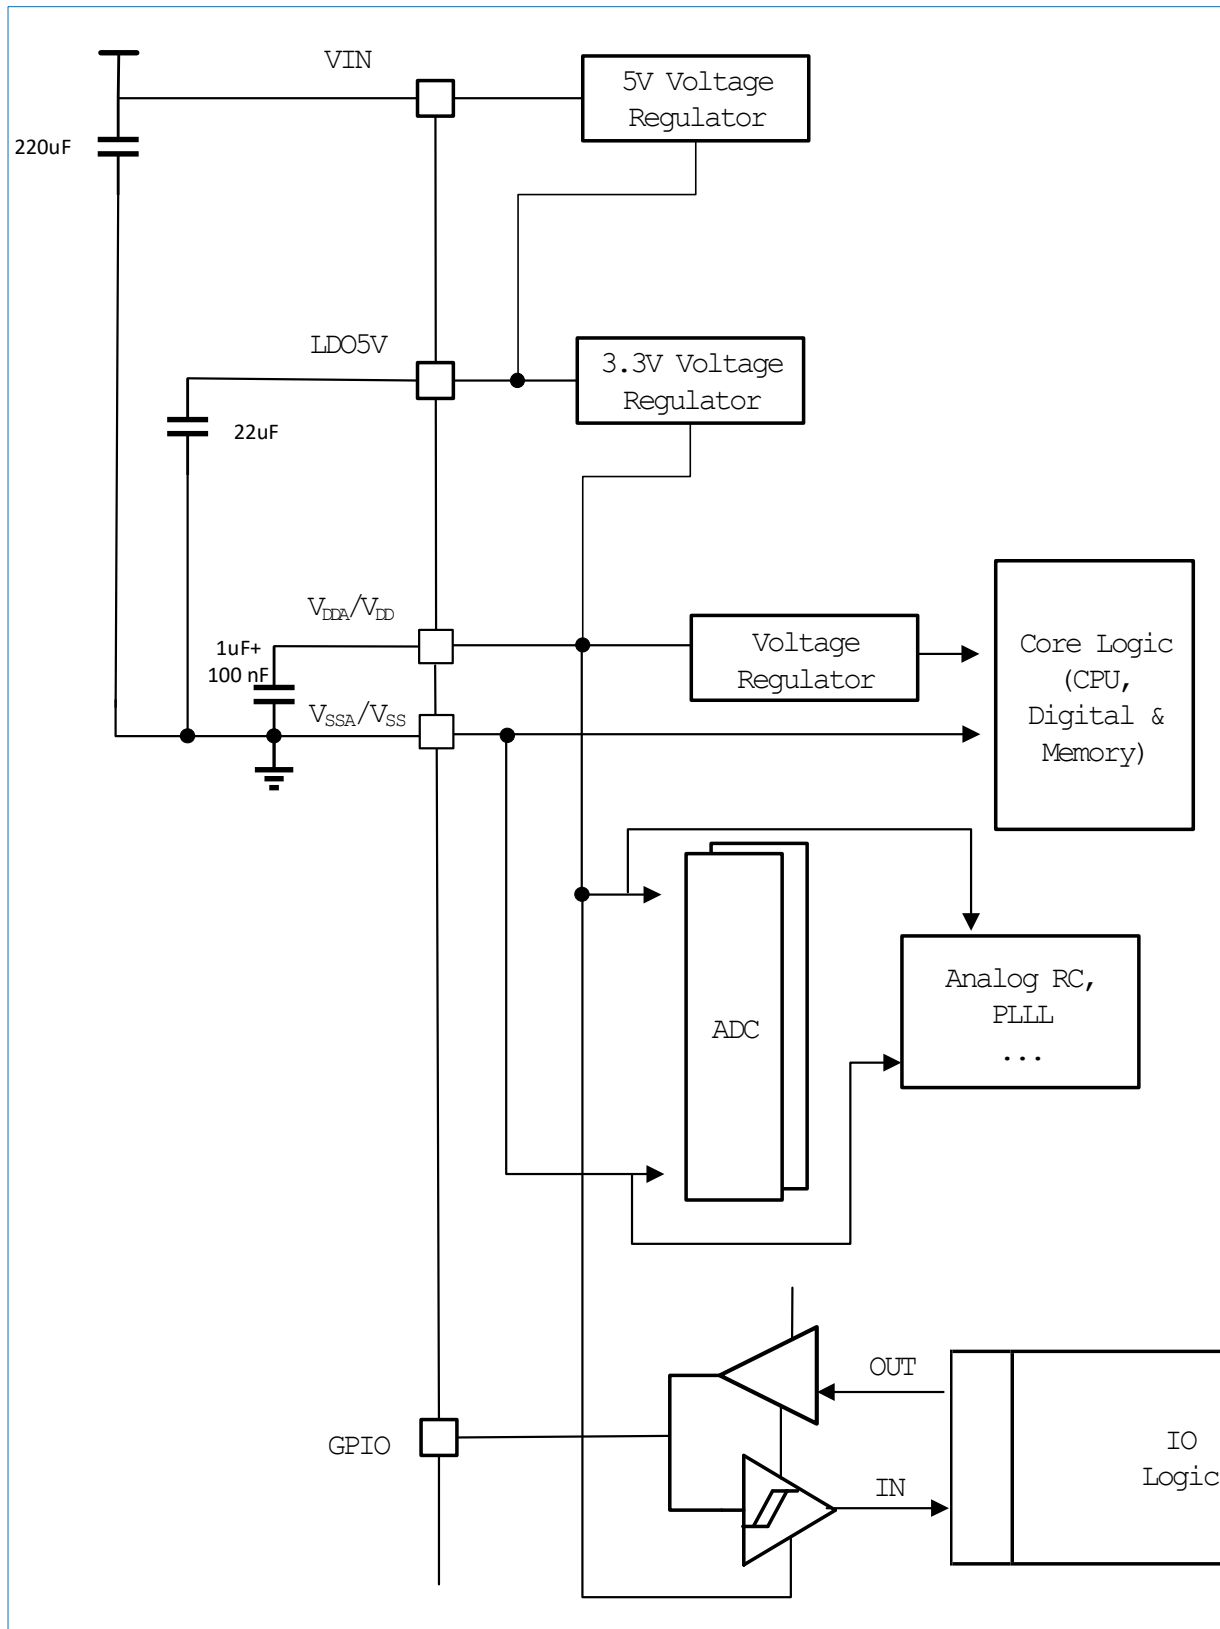 VIN
5V Voltage
Regulator
220uF
LDO5V
3.3V Voltage
Regulator
22uF
VDDA/VDD
1uF+
100 nF
Voltage
Regulator
Core Logic
(CPU,
Digital &
Memory)
VSSA/VSS
ADC
Analog RC,
PLLL
...
OUT
GPIO
IN
IO
Logic